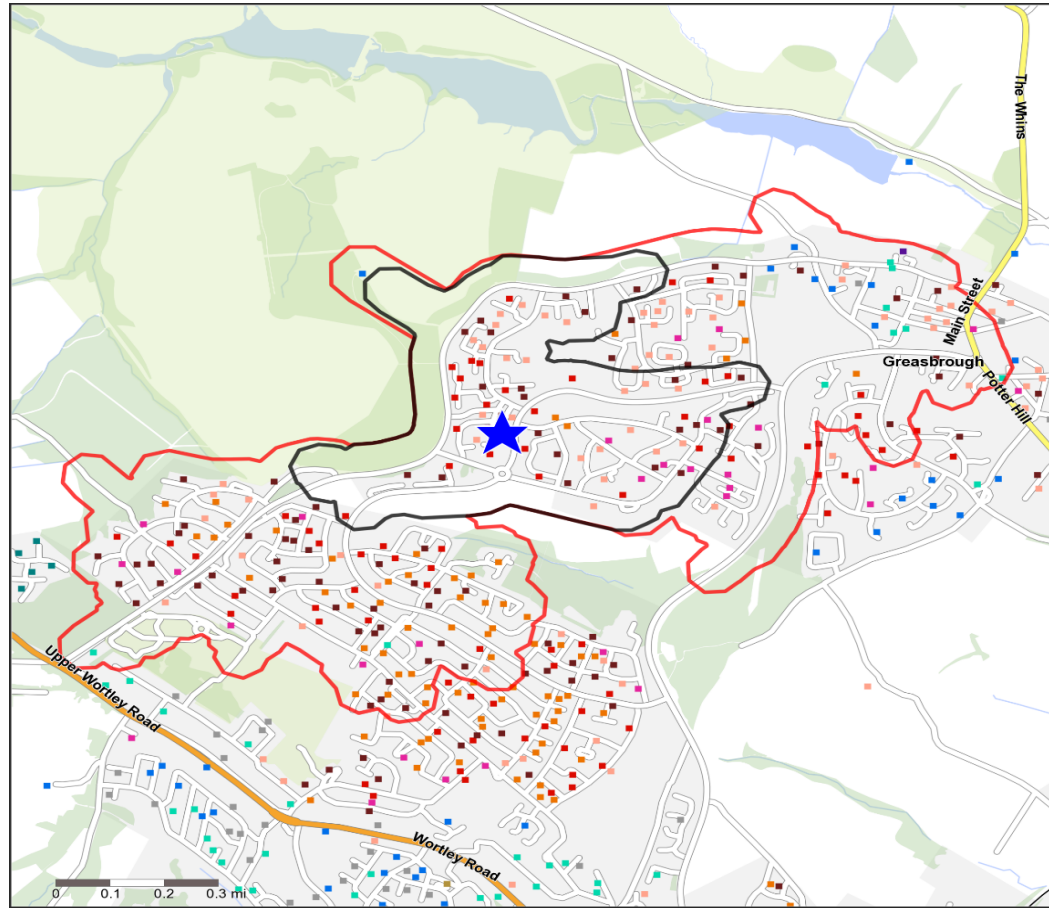 The Whins
Main Street
Greasbrough
Potter Hill
Upper Wortley Road
Wortley Road
0 0.1 0.2 0.3 mi